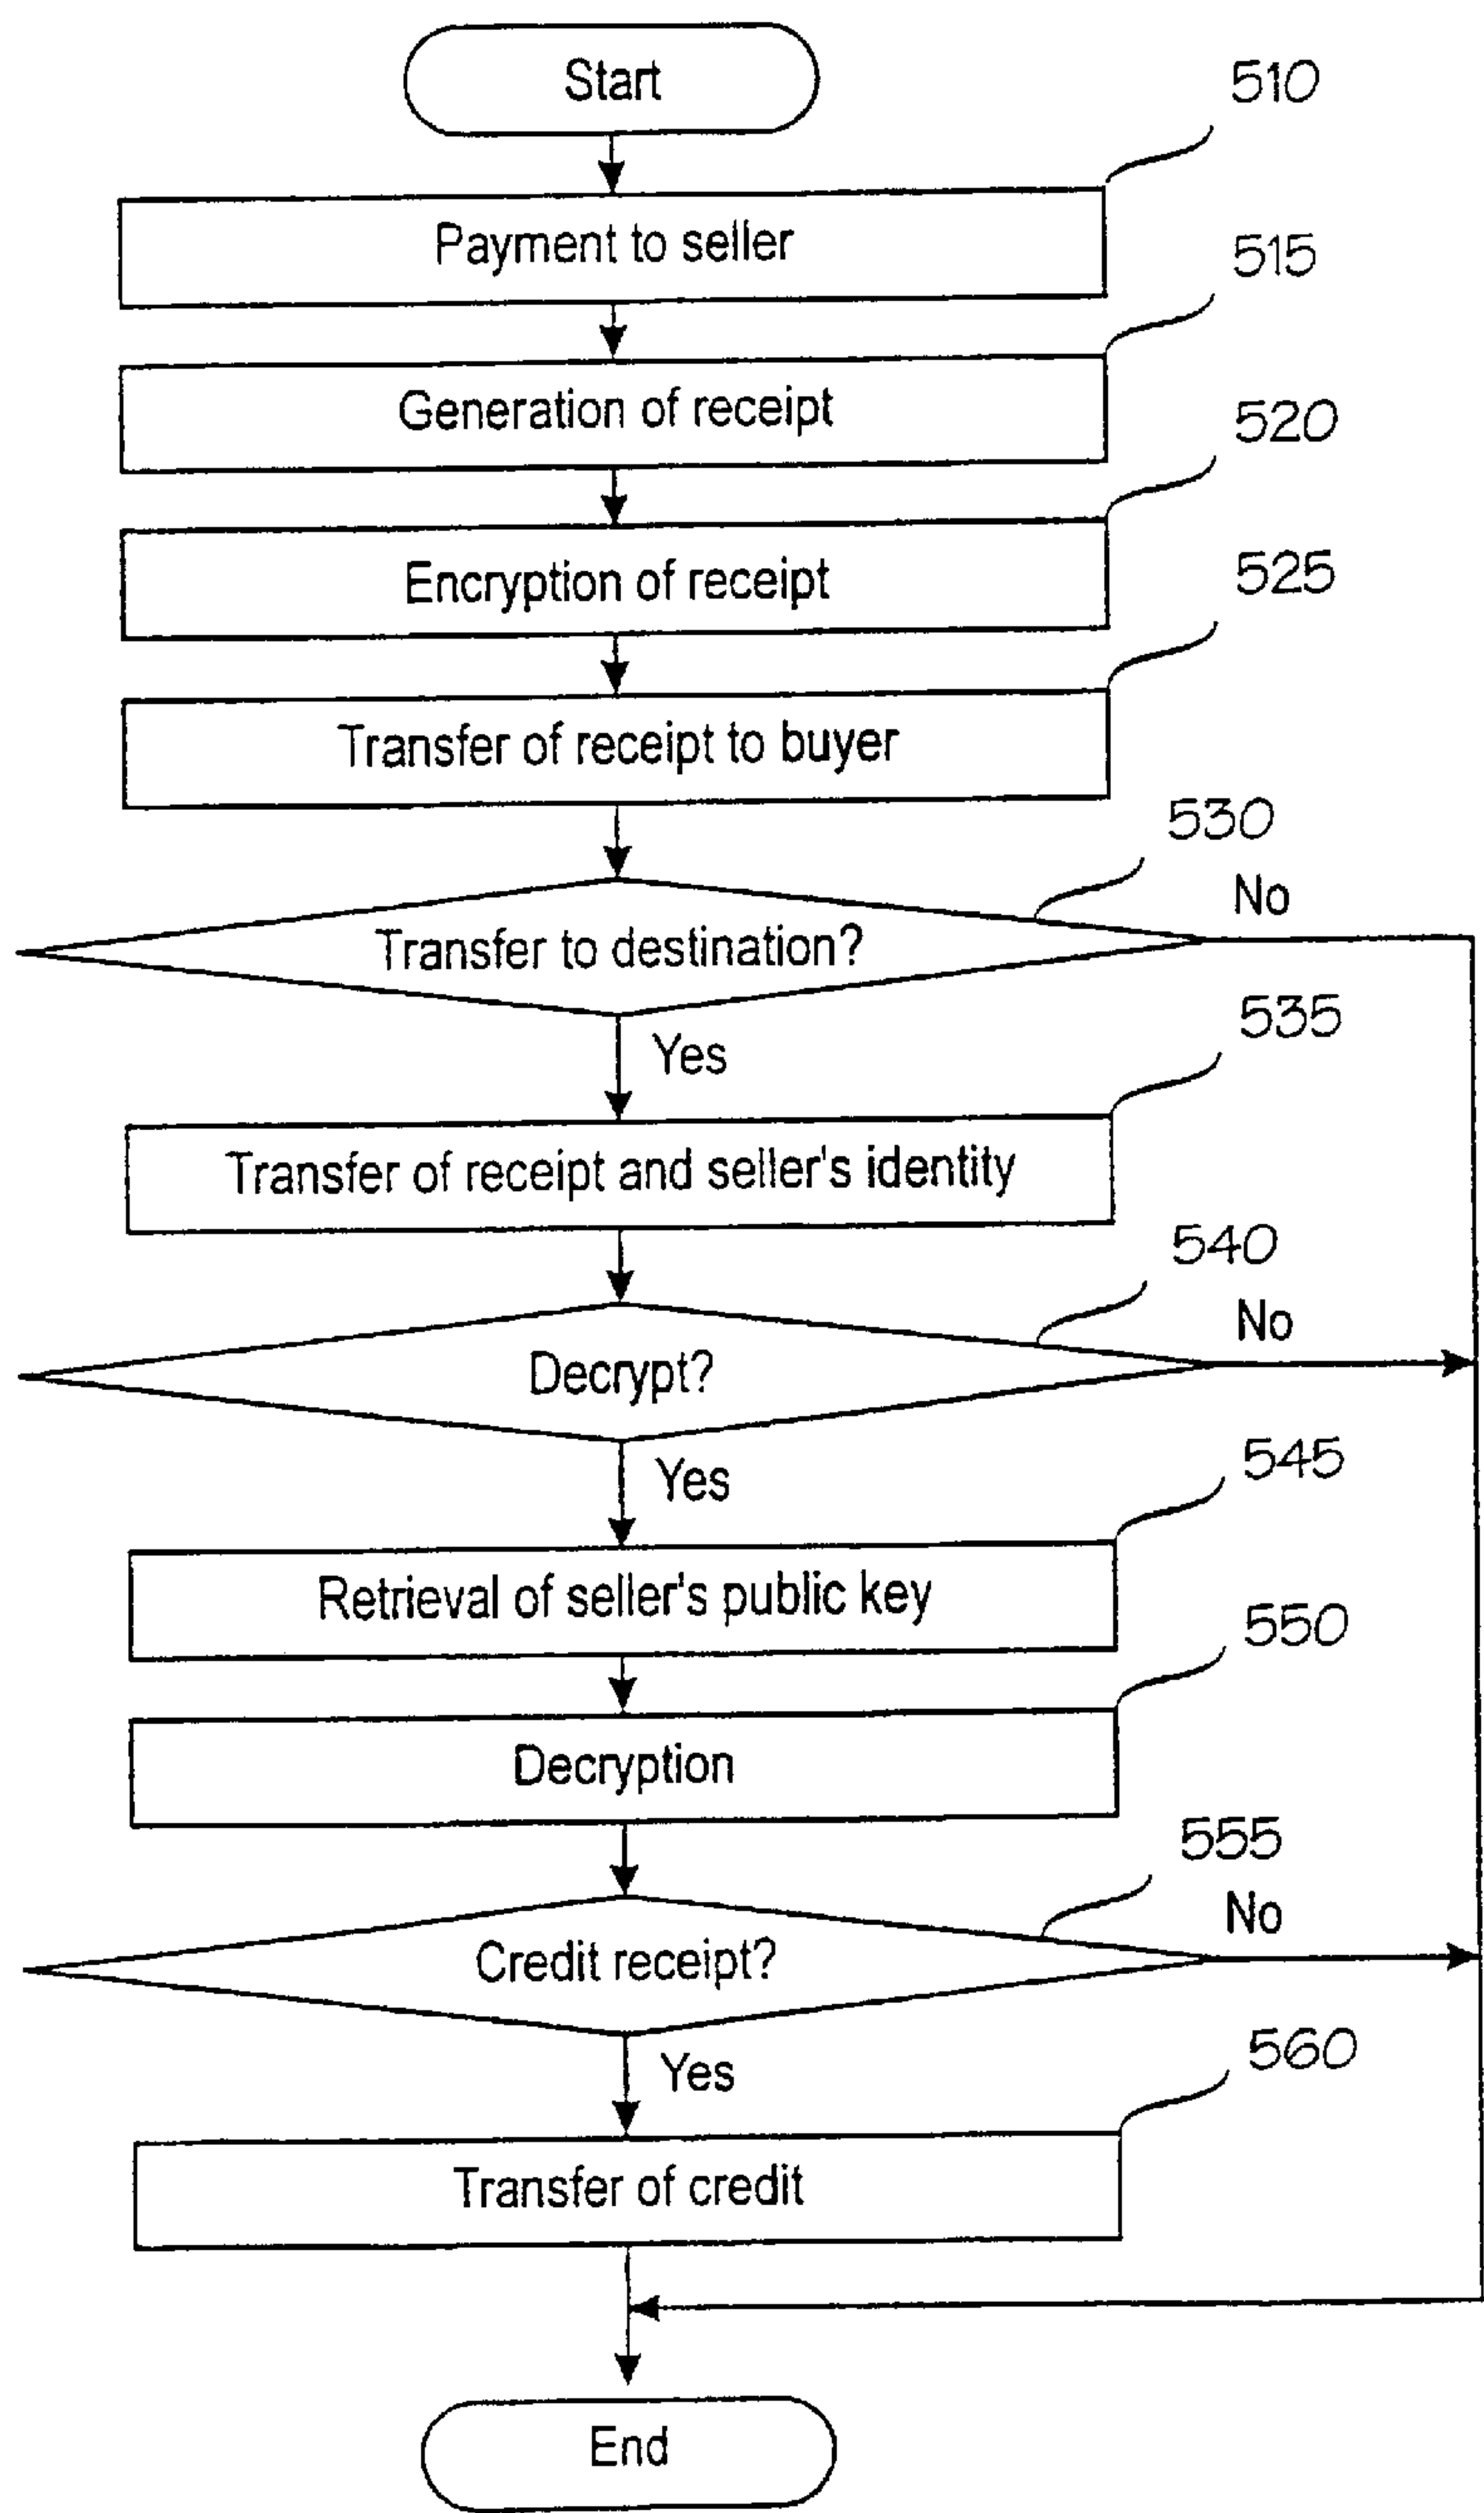 Start
510
Payment to seller
515
Generation of receipt
520
Encryption of receipt
525
Transfer of receipt to buyer
530
No
Transfer to destination?
535
Yes
Transfer of receipt and seller's identity
540
No
Decrypt?
545
Yes
Retrieval of seller's public key
550
Decryption
555
No
Credit receipt?
560
Yes
Transfer of credit
End